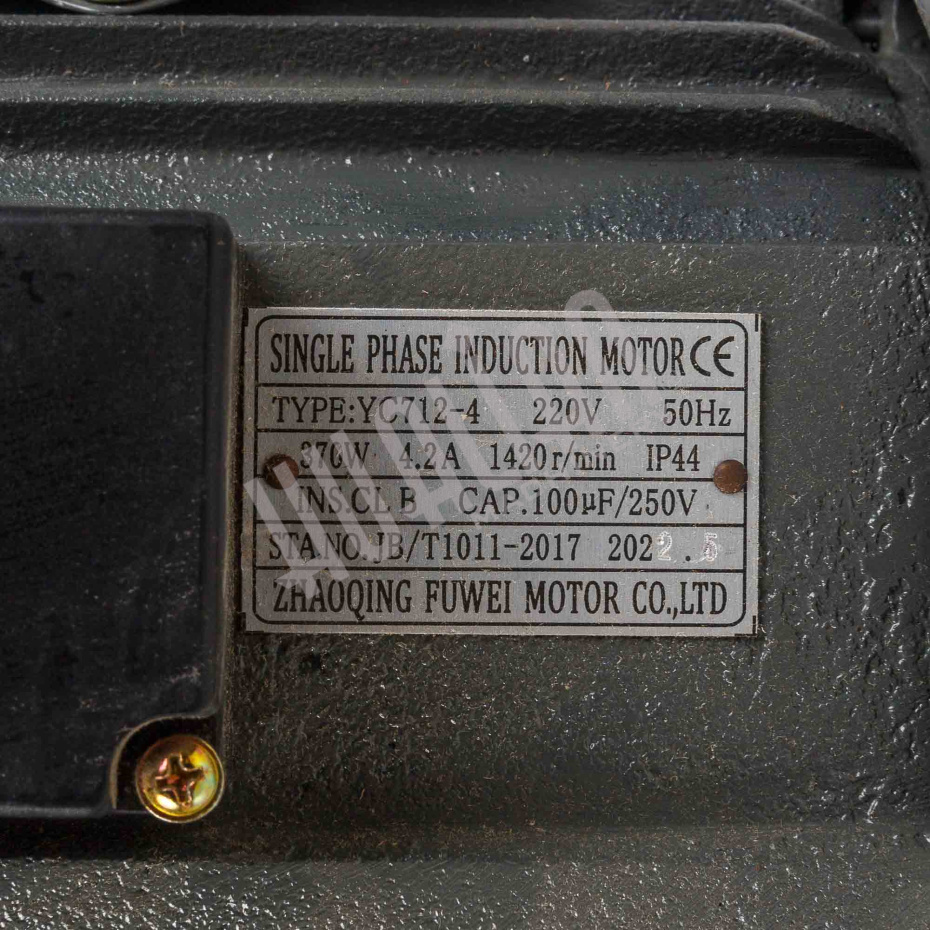 SINGLE PHASE INDUCTION MOTOR CE
TYPE:YC712-4 220V 50Hz
370W 4.2A 1420r/min IP44
INS.CL B CAP.100µF/250V
STA.NO.JB/T1011-2017 2022.5
ZHAOQING FUWEI MOTOR CO.,LTD